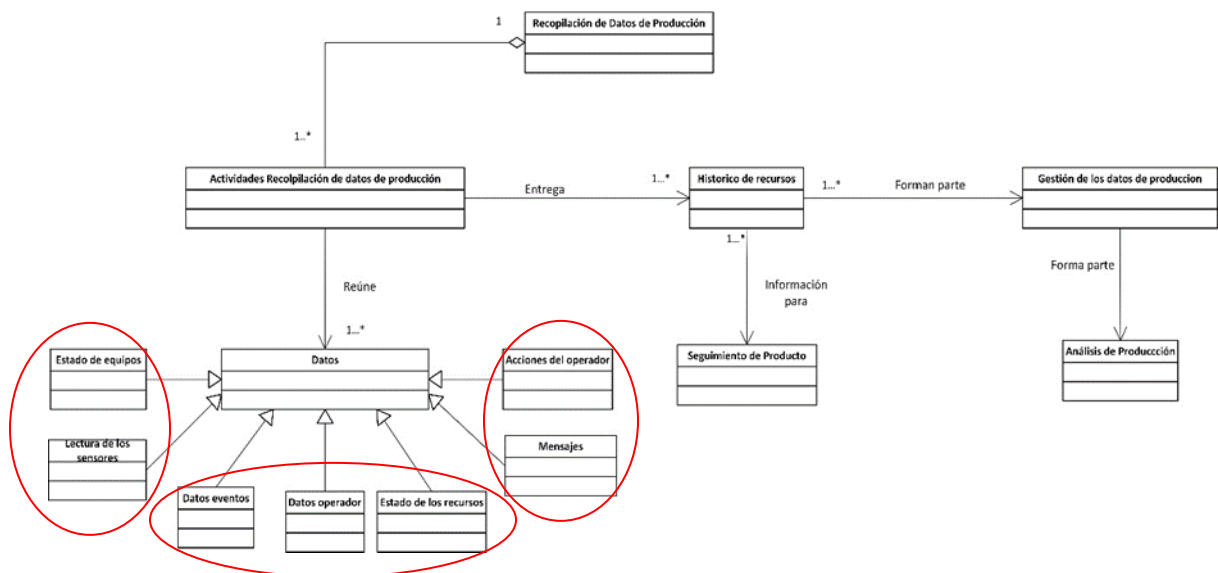 1
Recopilación de Datos de Producción
1..*
Actividades Recolpilación de datos de producción
Entrega
1...*
Historico de recursos
1...*
Forman parte
Gestión de los datos de produccion
1...*
Reúne
Información
para
Forma parte
1...*
Estado de equipos
Datos
Acciones del operador
Seguimiento de Producto
Análisis de Produccción
Lectura de los
sensores
Mensajes
Datos eventos
Datos operador
Estado de los recursos